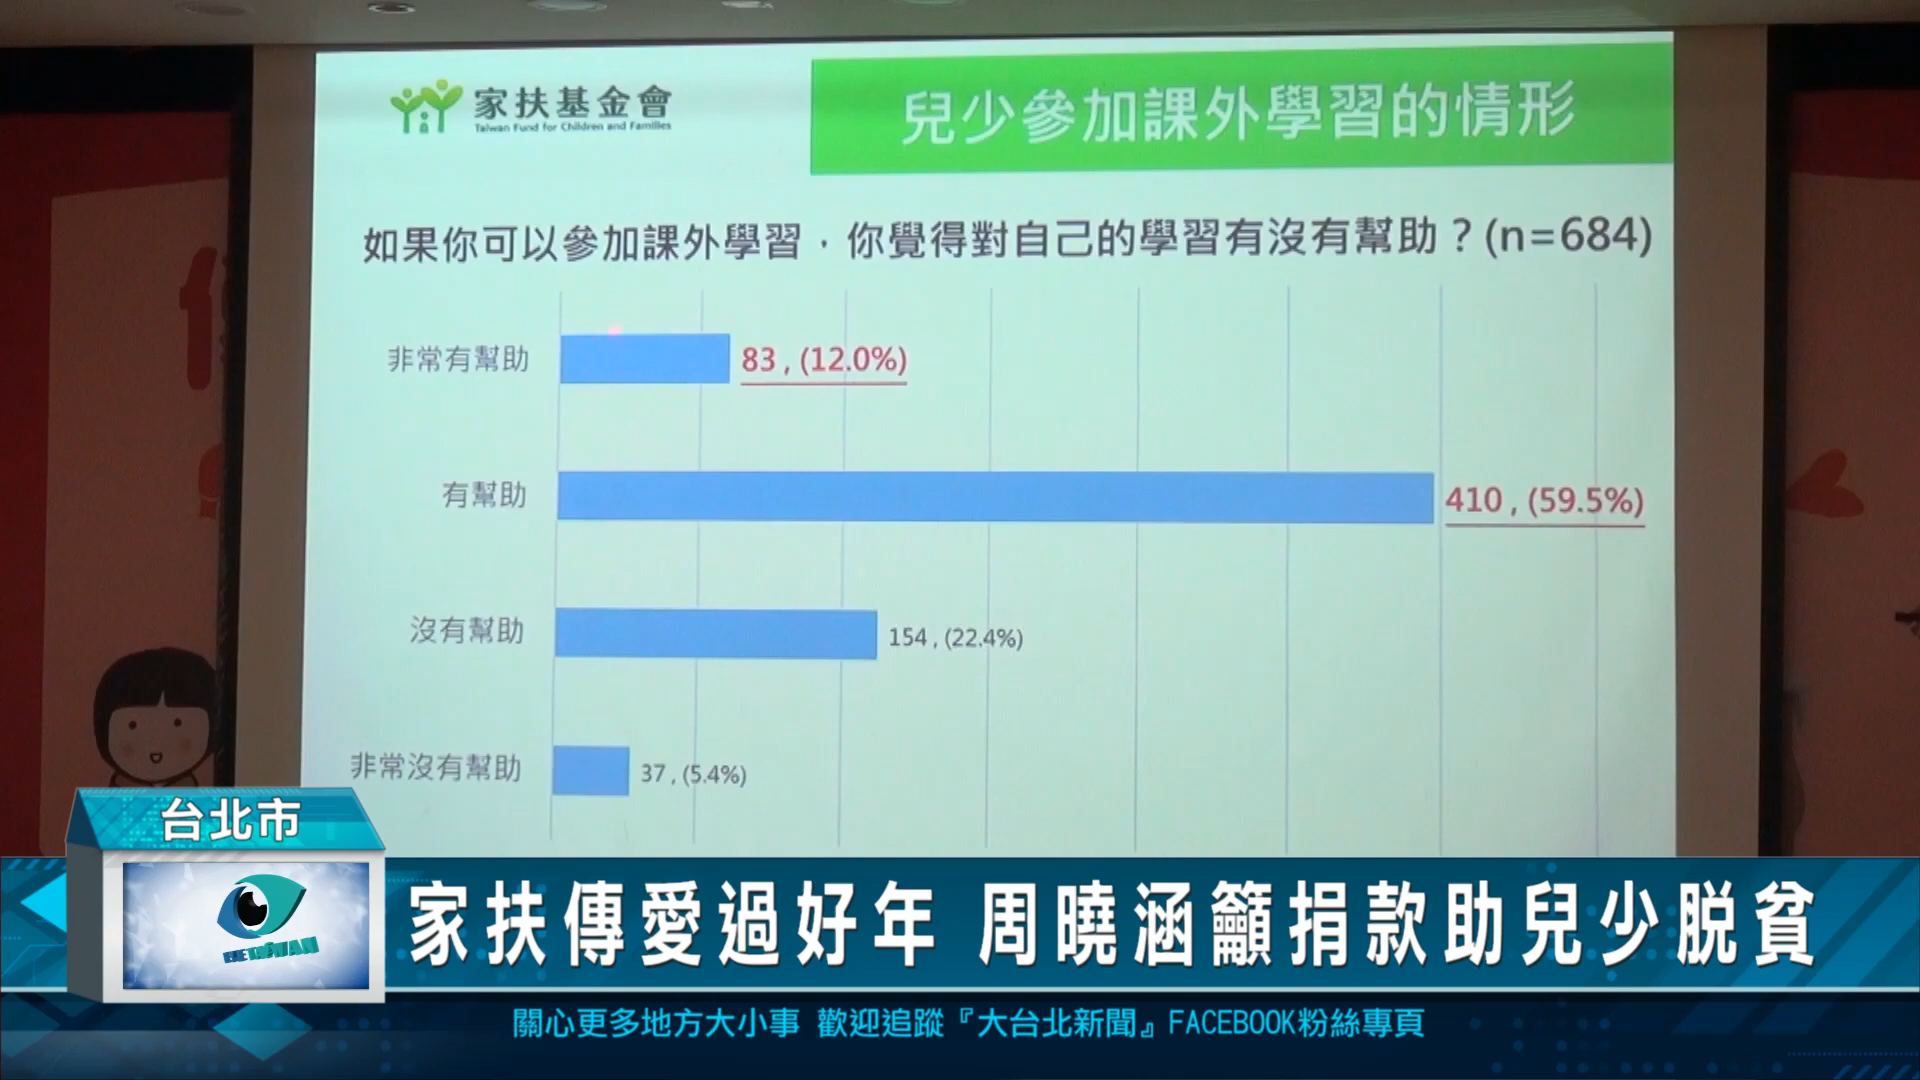 家扶基金會
Taiwan Fund for Children and Families
兒少參加課外學習的情形
如果你可以參加課外學習，你覺得對自己的學習有沒有幫助？(n=684)
非常有幫助 83 , (12.0%)
有幫助 410 , (59.5%)
沒有幫助 154 , (22.4%)
非常沒有幫助 37 , (5.4%)
台北市
家扶傳愛過好年 周曉涵籲捐款助兒少脫貧
關心更多地方大小事 歡迎追蹤『大台北新聞』FACEBOOK粉絲專頁